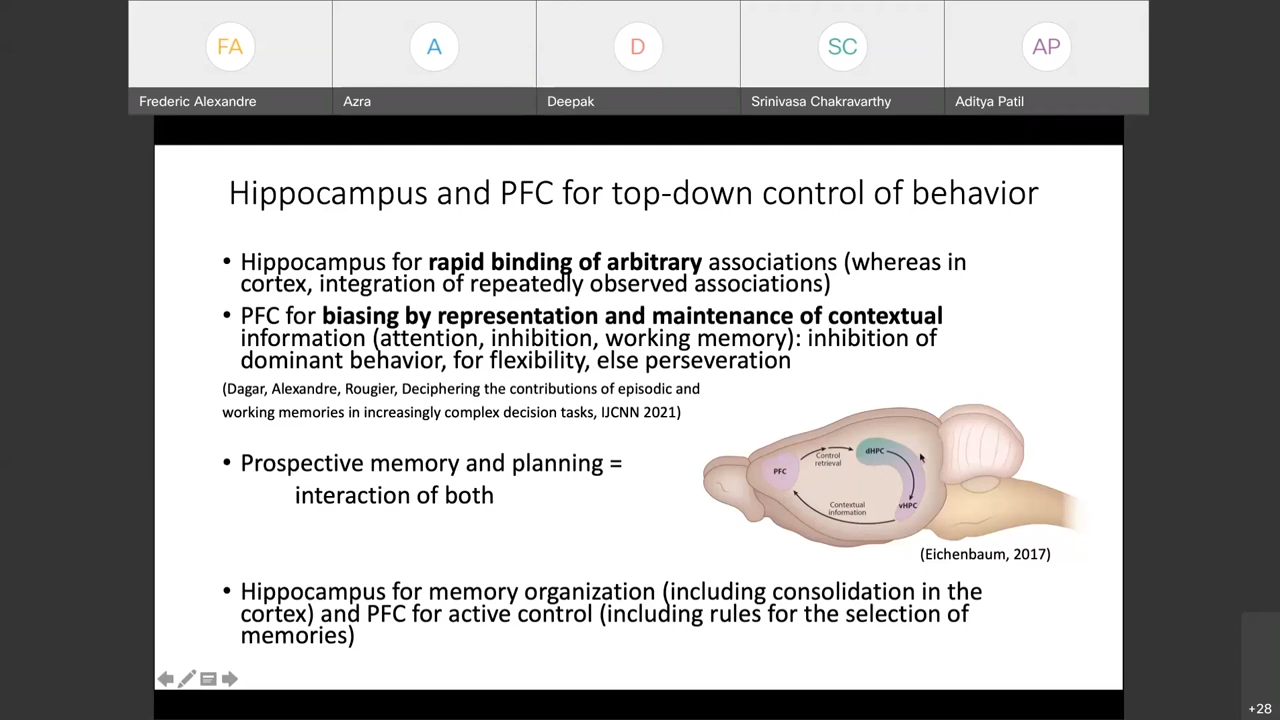 FA
A
D
SC
AP
Frederic Alexandre
Azra
Deepak
Srinivasa Chakravarthy
Aditya Patil
Hippocampus and PFC for top-down control of behavior
• Hippocampus for rapid binding of arbitrary associations (whereas in
cortex, integration of repeatedly observed associations)
• PFC for biasing by representation and maintenance of contextual
information (attention, inhibition, working memory): inhibition of
dominant behavior, for flexibility, else perseveration
(Dagar, Alexandre, Rougier, Deciphering the contributions of episodic and
working memories in increasingly complex decision tasks, IJCNN 2021)
• Prospective memory and planning =
interaction of both
PFC
Control
retrieval
dHPC
vHPC
Contextual
information
(Eichenbaum, 2017)
• Hippocampus for memory organization (including consolidation in the
cortex) and PFC for active control (including rules for the selection of
memories)
+28